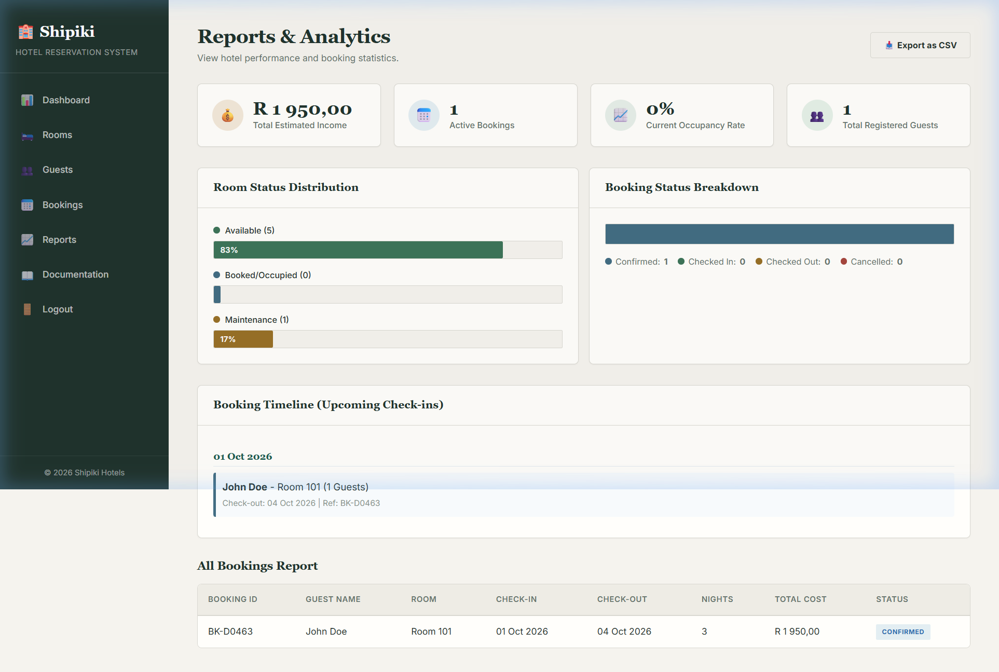 Shipiki
HOTEL RESERVATION SYSTEM
Dashboard
Rooms
Guests
Bookings
Reports
Documentation
Logout
© 2026 Shipiki Hotels
Reports & Analytics
View hotel performance and booking statistics.
Export as CSV
R 1 950,00
Total Estimated Income
1
Active Bookings
0%
Current Occupancy Rate
1
Total Registered Guests
Room Status Distribution
Available (5)
83%
Booked/Occupied (0)
Maintenance (1)
17%
Booking Status Breakdown
Confirmed: 1 Checked In: 0 Checked Out: 0 Cancelled: 0
Booking Timeline (Upcoming Check-ins)
01 Oct 2026
John Doe - Room 101 (1 Guests)
Check-out: 04 Oct 2026 | Ref: BK-D0463
All Bookings Report
BOOKING ID GUEST NAME ROOM CHECK-IN CHECK-OUT NIGHTS TOTAL COST STATUS
BK-D0463 John Doe Room 101 01 Oct 2026 04 Oct 2026 3 R 1 950,00 CONFIRMED